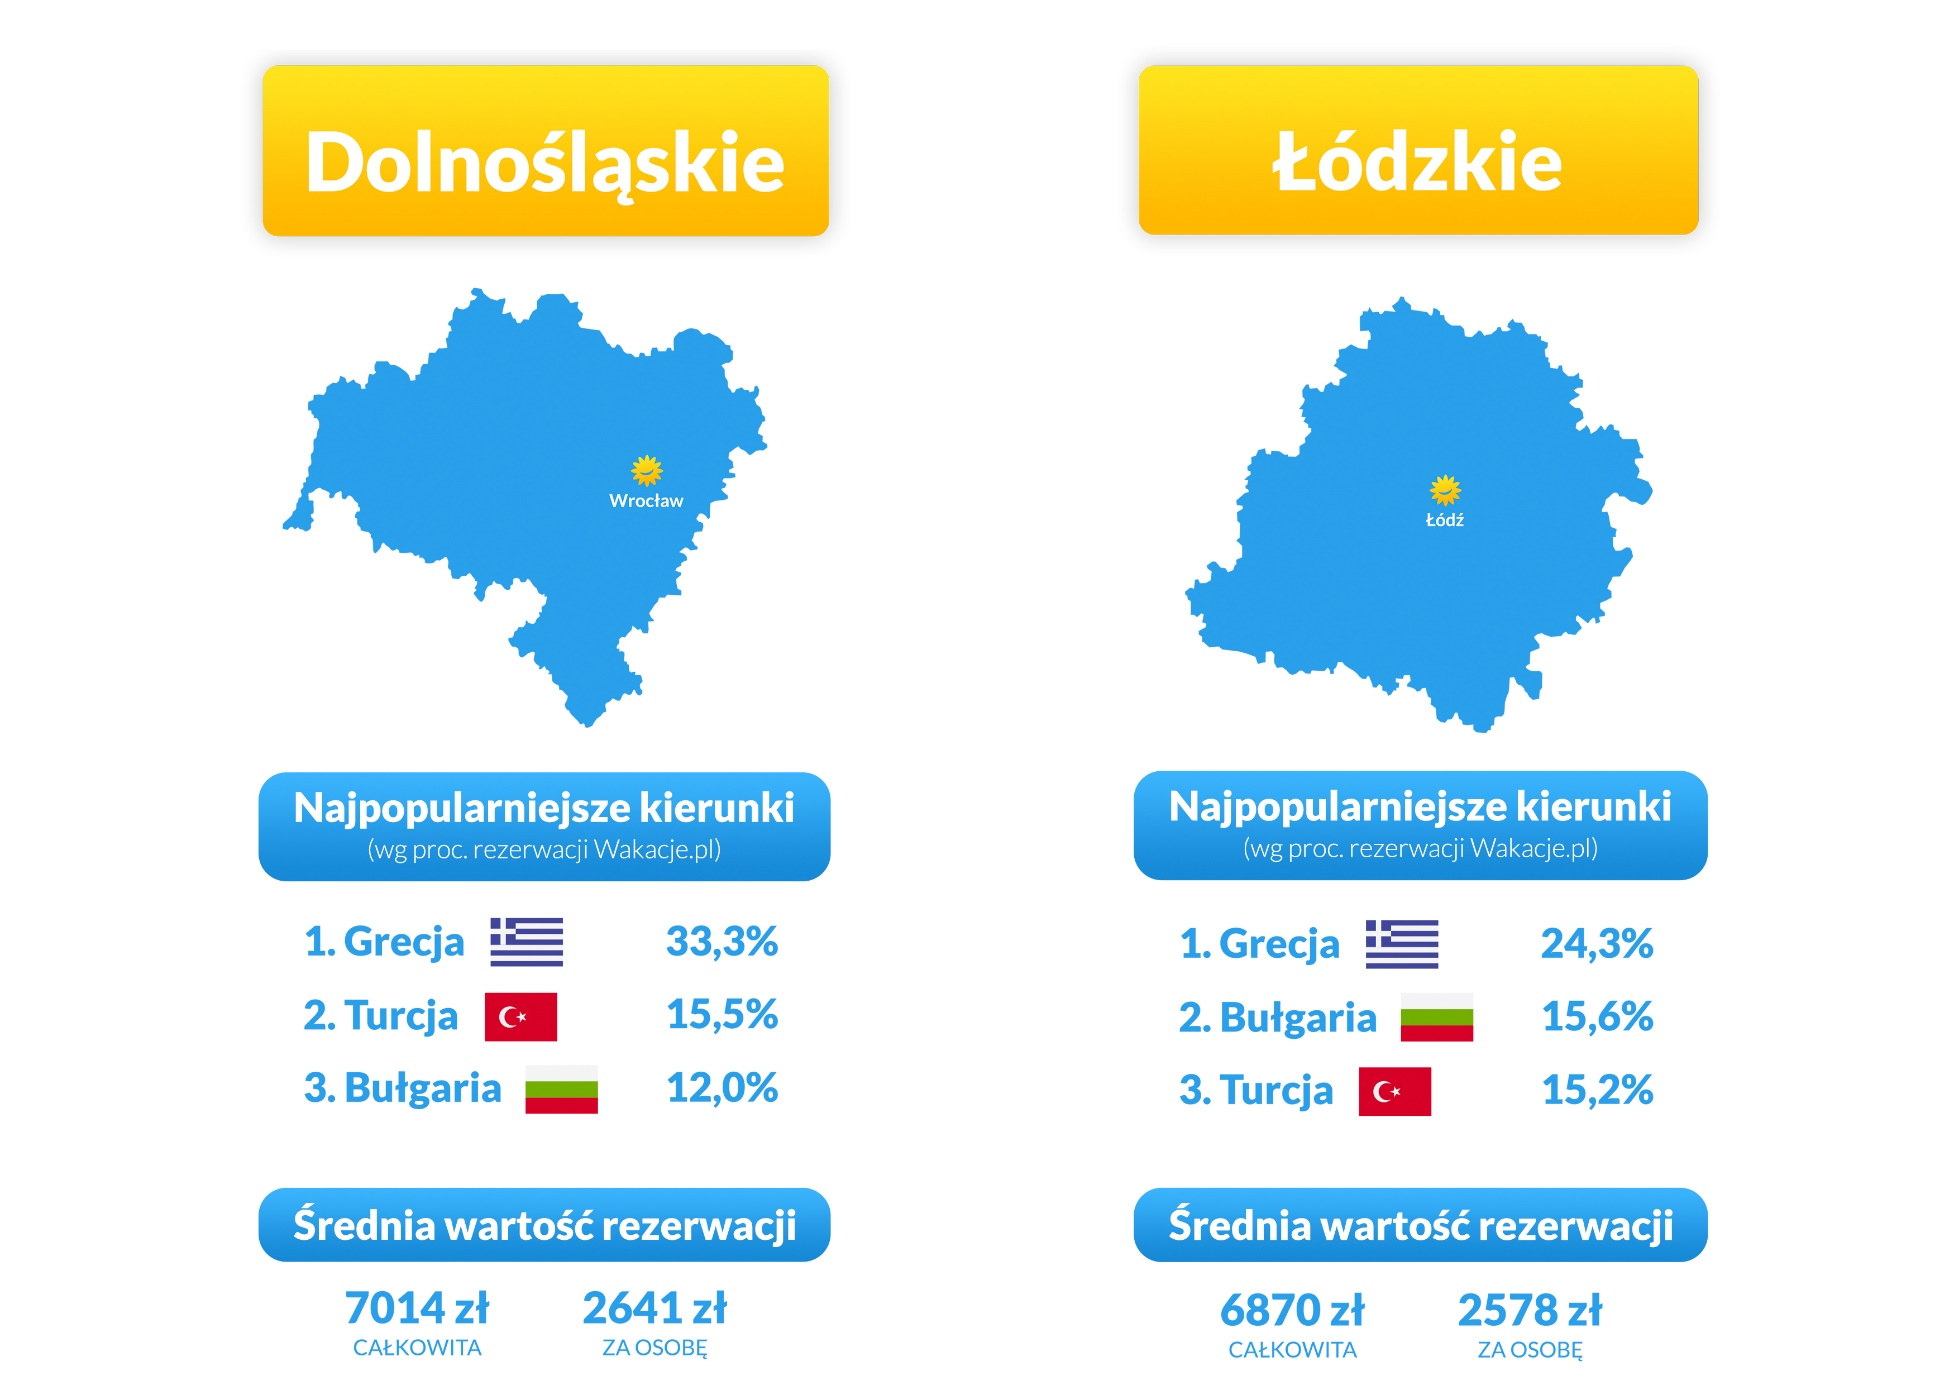 Dolnośląskie
Wrocław
Najpopularniejsze kierunki
(wg proc. rezerwacji Wakacje.pl)
1. Grecja 33,3%
2. Turcja 15,5%
3. Bułgaria 12,0%
Średnia wartość rezerwacji
7014 zł 2641 zł
CAŁKOWITA ZA OSOBĘ
Łódzkie
Łódź
Najpopularniejsze kierunki
(wg proc. rezerwacji Wakacje.pl)
1. Grecja 24,3%
2. Bułgaria 15,6%
3. Turcja 15,2%
Średnia wartość rezerwacji
6870 zł 2578 zł
CAŁKOWITA ZA OSOBĘ